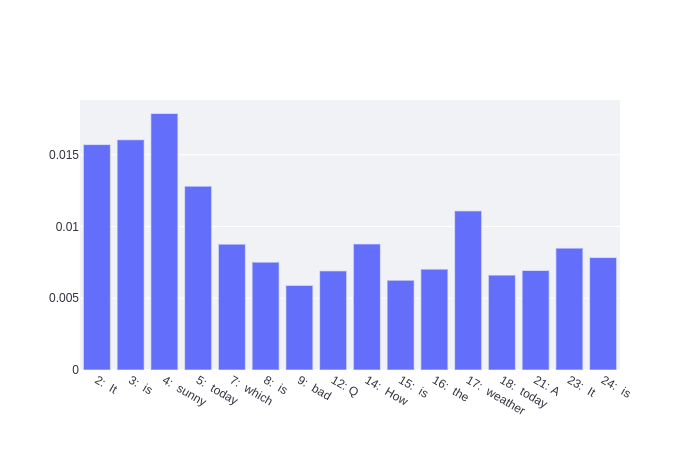 0.015
0.01
0.005
0
2: It
3: is
4: sunny
5: today
7: which
8: is
9: bad
12: Q
14: How
15: is
16: the
17: weather
18: today
21: A
23: It
24: is